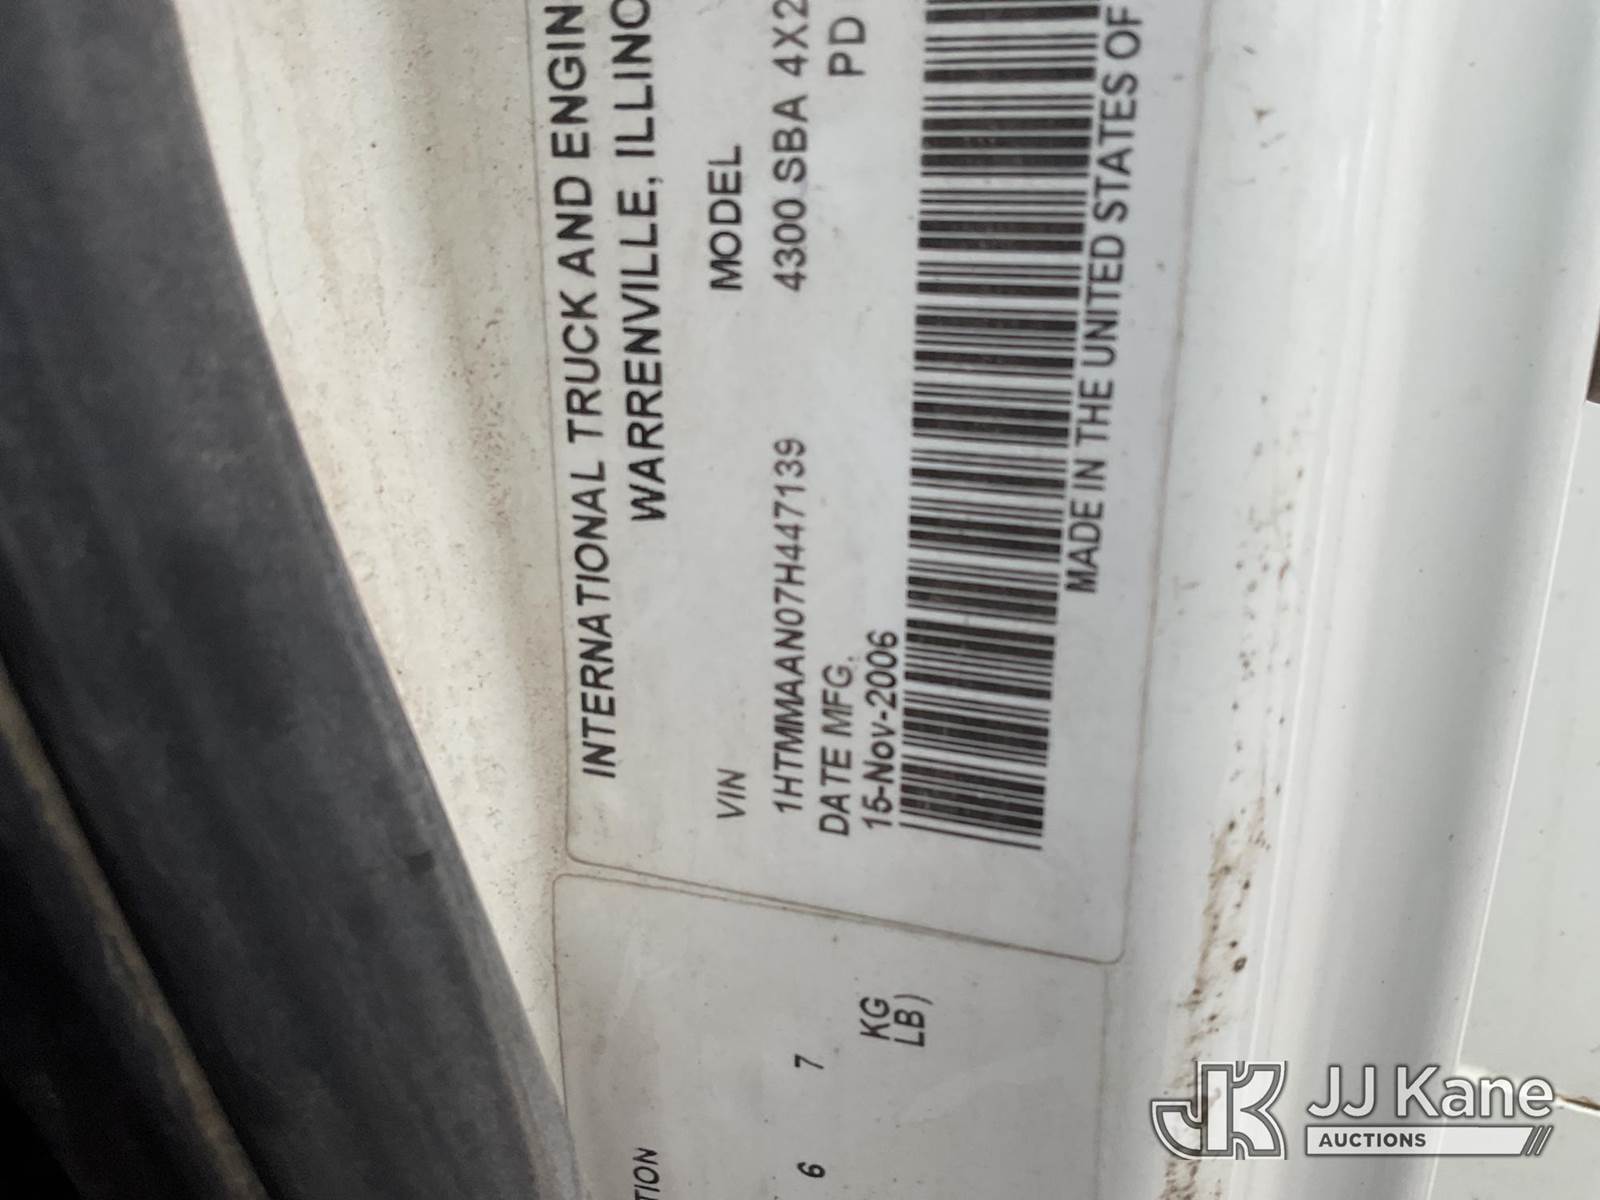 INTERNATIONAL TRUCK AND ENGIN
WARRENVILLE, ILLINO
VIN MODEL
1HTMMAAN07H447139 4300 SBA 4X2
DATE MFG. PD
15-Nov-2006
MADE IN THE UNITED STATES OF
TION
6 7
KG
LB)
JK JJ Kane
AUCTIONS